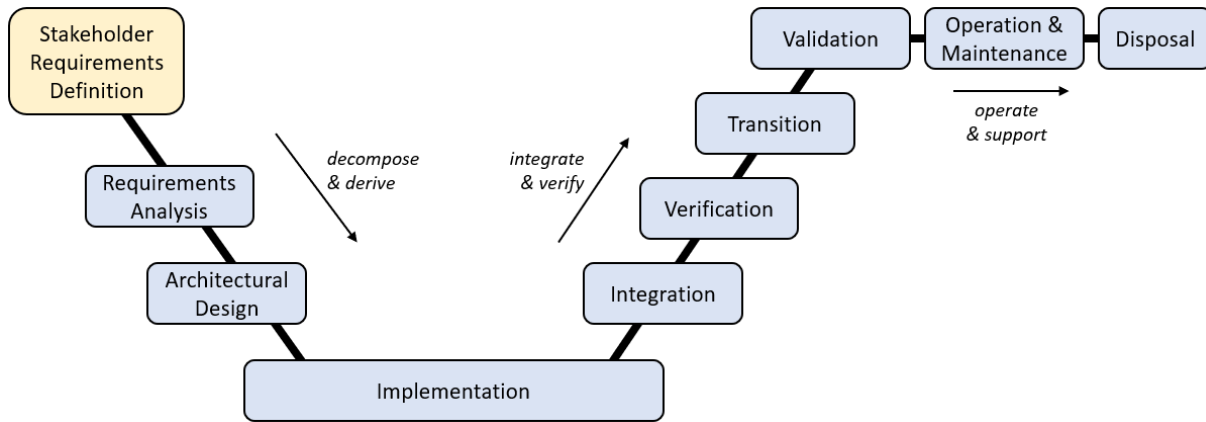 Stakeholder
Requirements
Definition
Requirements
Analysis
Architectural
Design
decompose
& derive
Implementation
integrate
& verify
Integration
Verification
Transition
Validation
Operation &
Maintenance
operate
& support
Disposal